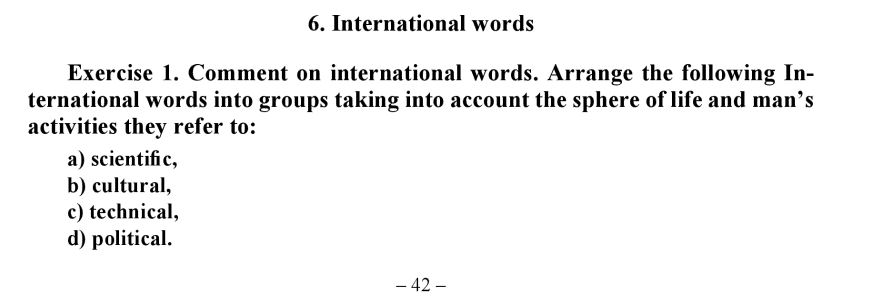 6. International words
Exercise 1. Comment on international words. Arrange the following In-
ternational words into groups taking into account the sphere of life and man’s
activities they refer to:
a) scientific,
b) cultural,
c) technical,
d) political.
– 42 –